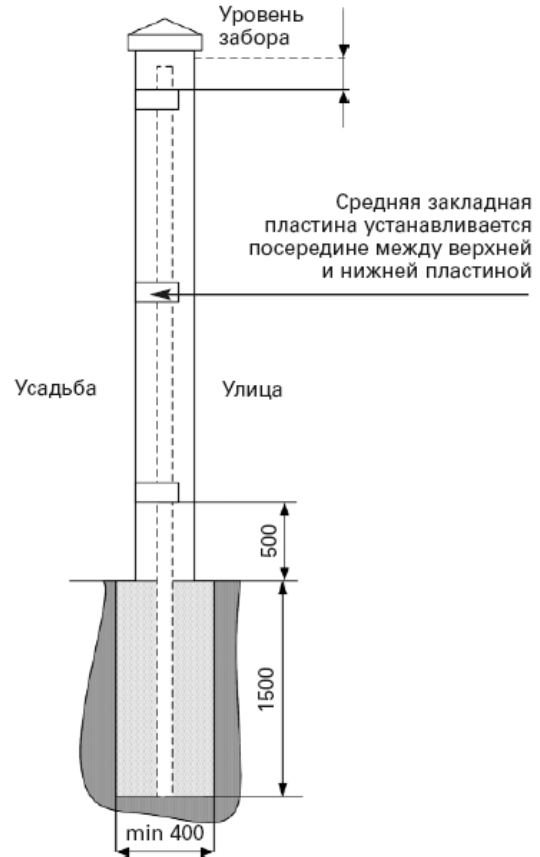 Уровень
забора
Средняя закладная
пластина устанавливается
посередине между верхней
и нижней пластиной
Усадьба
Улица
500
1500
min 400